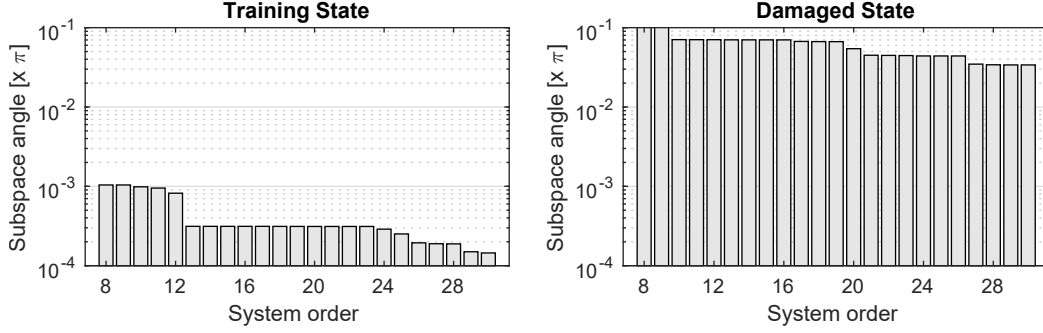 Training State
Subspace angle [x π]
10^-1
10^-2
10^-3
10^-4
8 12 16 20 24 28
System order
Damaged State
Subspace angle [x π]
10^-1
10^-2
10^-3
10^-4
8 12 16 20 24 28
System order